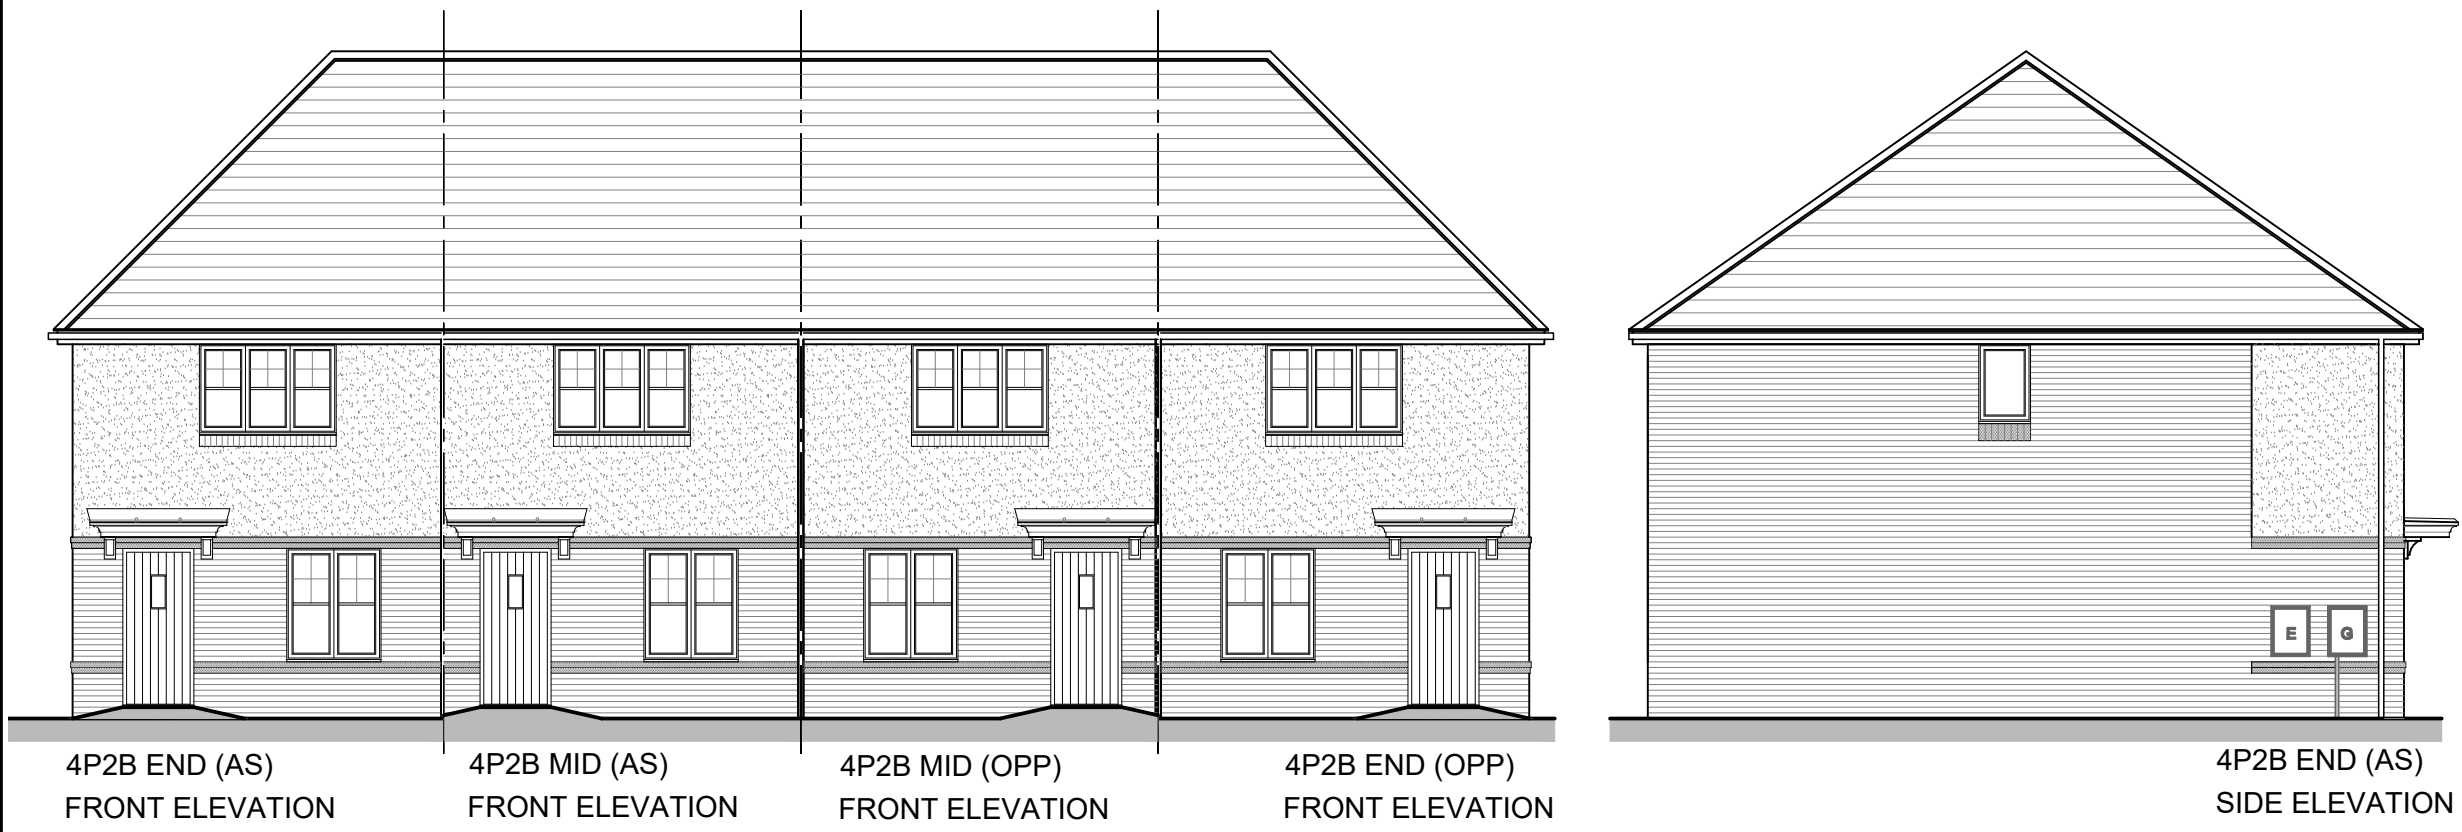 E
G
4P2B END (AS)
FRONT ELEVATION
4P2B MID (AS)
FRONT ELEVATION
4P2B MID (OPP)
FRONT ELEVATION
4P2B END (OPP)
FRONT ELEVATION
4P2B END (AS)
SIDE ELEVATION